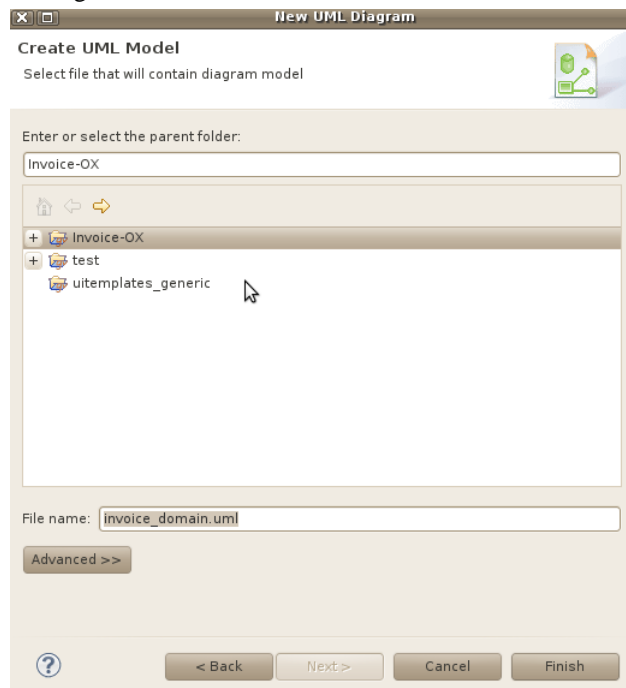 New UML Diagram
Create UML Model
Select file that will contain diagram model
Enter or select the parent folder:
Invoice-OX
Invoice-OX
test
uitemplates_generic
File name: invoice_domain.uml
Advanced >>
< Back Next > Cancel Finish